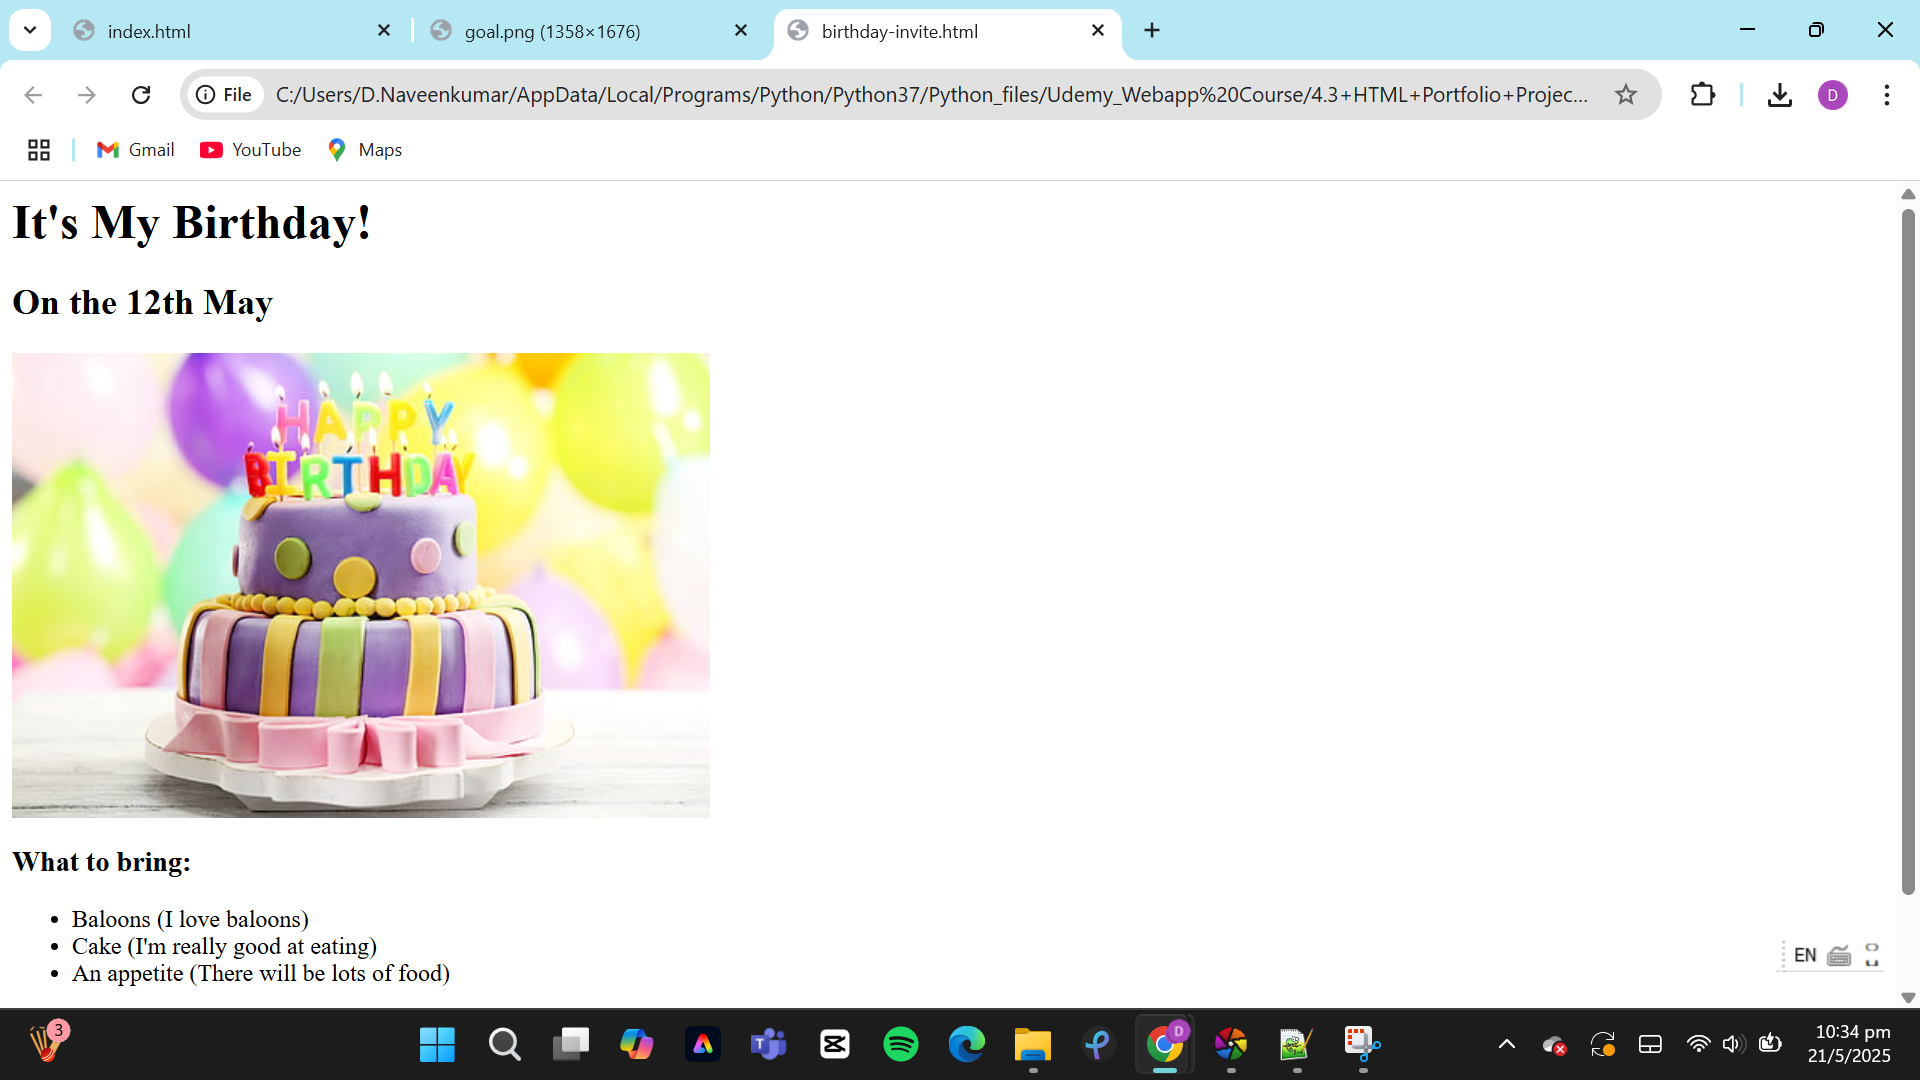 index.html
goal.png (1358×1676)
birthday-invite.html
File
C:/Users/D.Naveenkumar/AppData/Local/Programs/Python/Python37/Python_files/Udemy_Webapp%20Course/4.3+HTML+Portfolio+Projec...
D
Gmail
YouTube
Maps
It's My Birthday!
On the 12th May
HAPPY
BIRTHDAY
What to bring:
Baloons (I love baloons)
Cake (I'm really good at eating)
An appetite (There will be lots of food)
EN
3
D
10:34 pm
21/5/2025